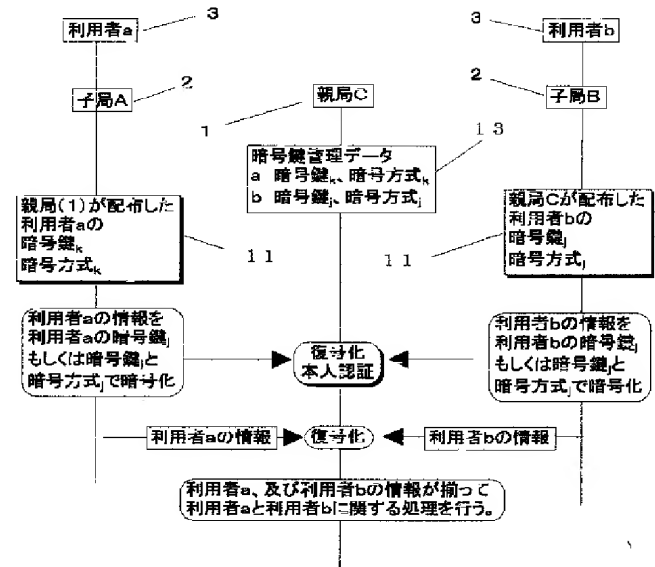 3
利用者a
3
利用者b
2
子局A
2
子局B
1
親局C
13
暗号鍵管理データ
a 暗号鍵k、暗号方式k
b 暗号鍵j、暗号方式j
親局(1)が配布した
利用者aの
暗号鍵k
暗号方式k
11
親局Cが配布した
利用者bの
暗号鍵j
暗号方式j
11
利用者aの情報を
利用者aの暗号鍵j
もしくは暗号鍵jと
暗号方式jで暗号化
復号化
本人認証
利用者bの情報を
利用者bの暗号鍵j
もしくは暗号鍵jと
暗号方式jで暗号化
利用者aの情報
復号化
利用者bの情報
利用者a、及び利用者bの情報が揃って
利用者aと利用者bに関する処理を行う。